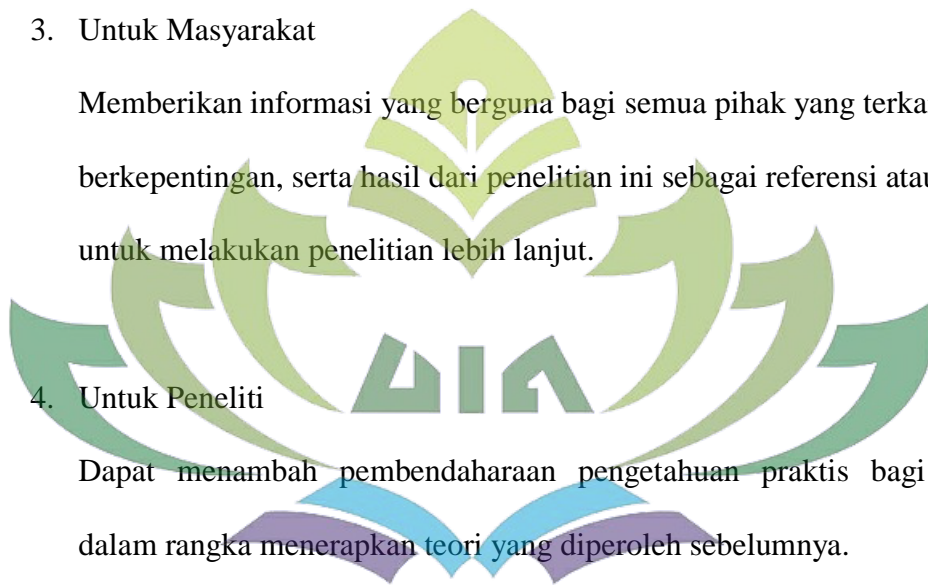 3. Untuk Masyarakat
Memberikan informasi yang berguna bagi semua pihak yang
berkepentingan, serta hasil dari penelitian ini sebagai referensi
untuk melakukan penelitian lebih lanjut.
UIN
4. Untuk Peneliti
Dapat menambah pembendaharaan pengetahuan praktis bagi
dalam rangka menerapkan teori yang diperoleh sebelumnya.